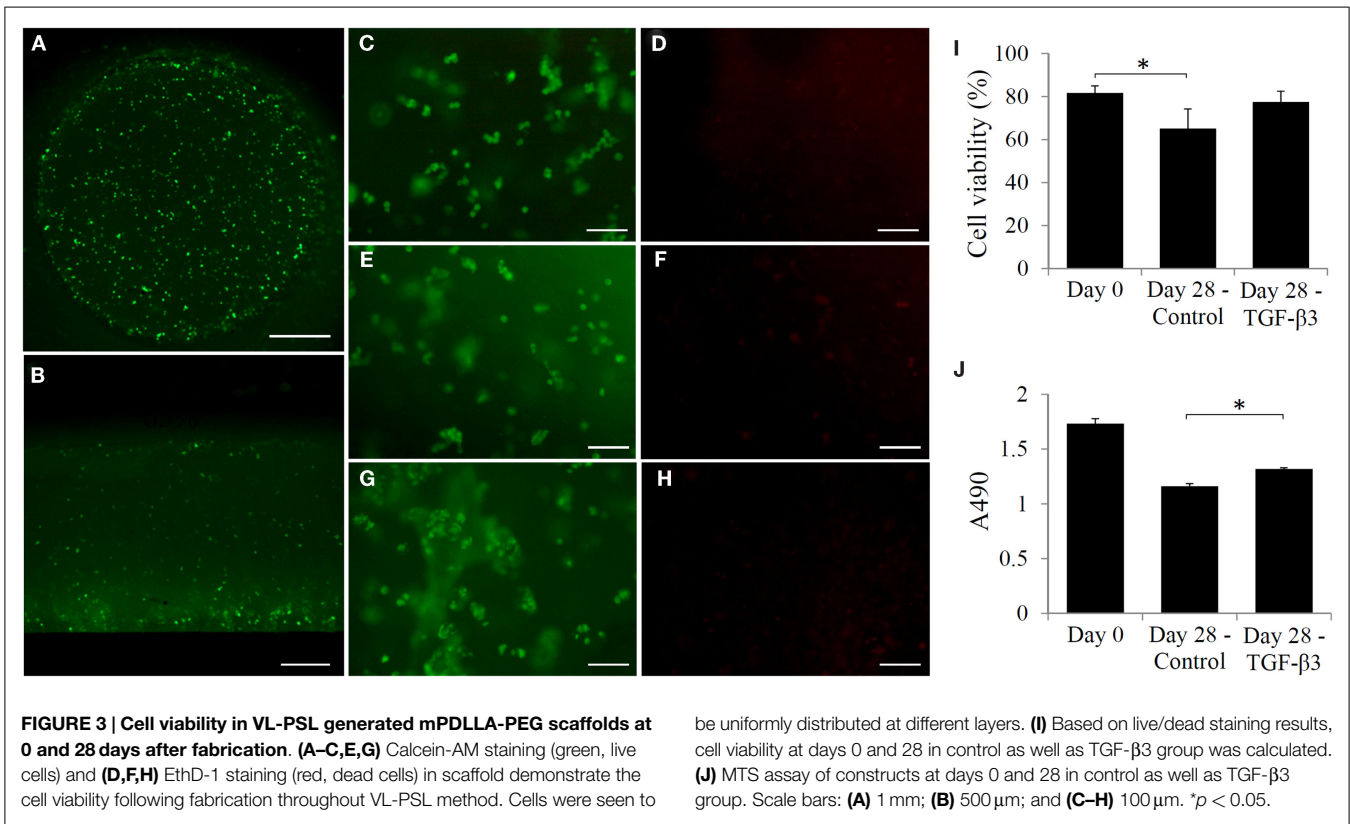 A
B
C
D
E
F
G
H
I
Cell viability (%)
100
80
60
40
20
0
Day 0
Day 28 -
Control
Day 28 -
TGF-β3
*
J
A490
2
1.5
1
0.5
0
Day 0
Day 28 -
Control
Day 28 -
TGF-β3
*
FIGURE 3 | Cell viability in VL-PSL generated mPDLLA-PEG scaffolds at
0 and 28 days after fabrication. (A–C,E,G) Calcein-AM staining (green, live
cells) and (D,F,H) EthD-1 staining (red, dead cells) in scaffold demonstrate the
cell viability following fabrication throughout VL-PSL method. Cells were seen to
be uniformly distributed at different layers. (I) Based on live/dead staining results,
cell viability at days 0 and 28 in control as well as TGF-β3 group was calculated.
(J) MTS assay of constructs at days 0 and 28 in control as well as TGF-β3
group. Scale bars: (A) 1 mm; (B) 500 μm; and (C–H) 100 μm. *p < 0.05.